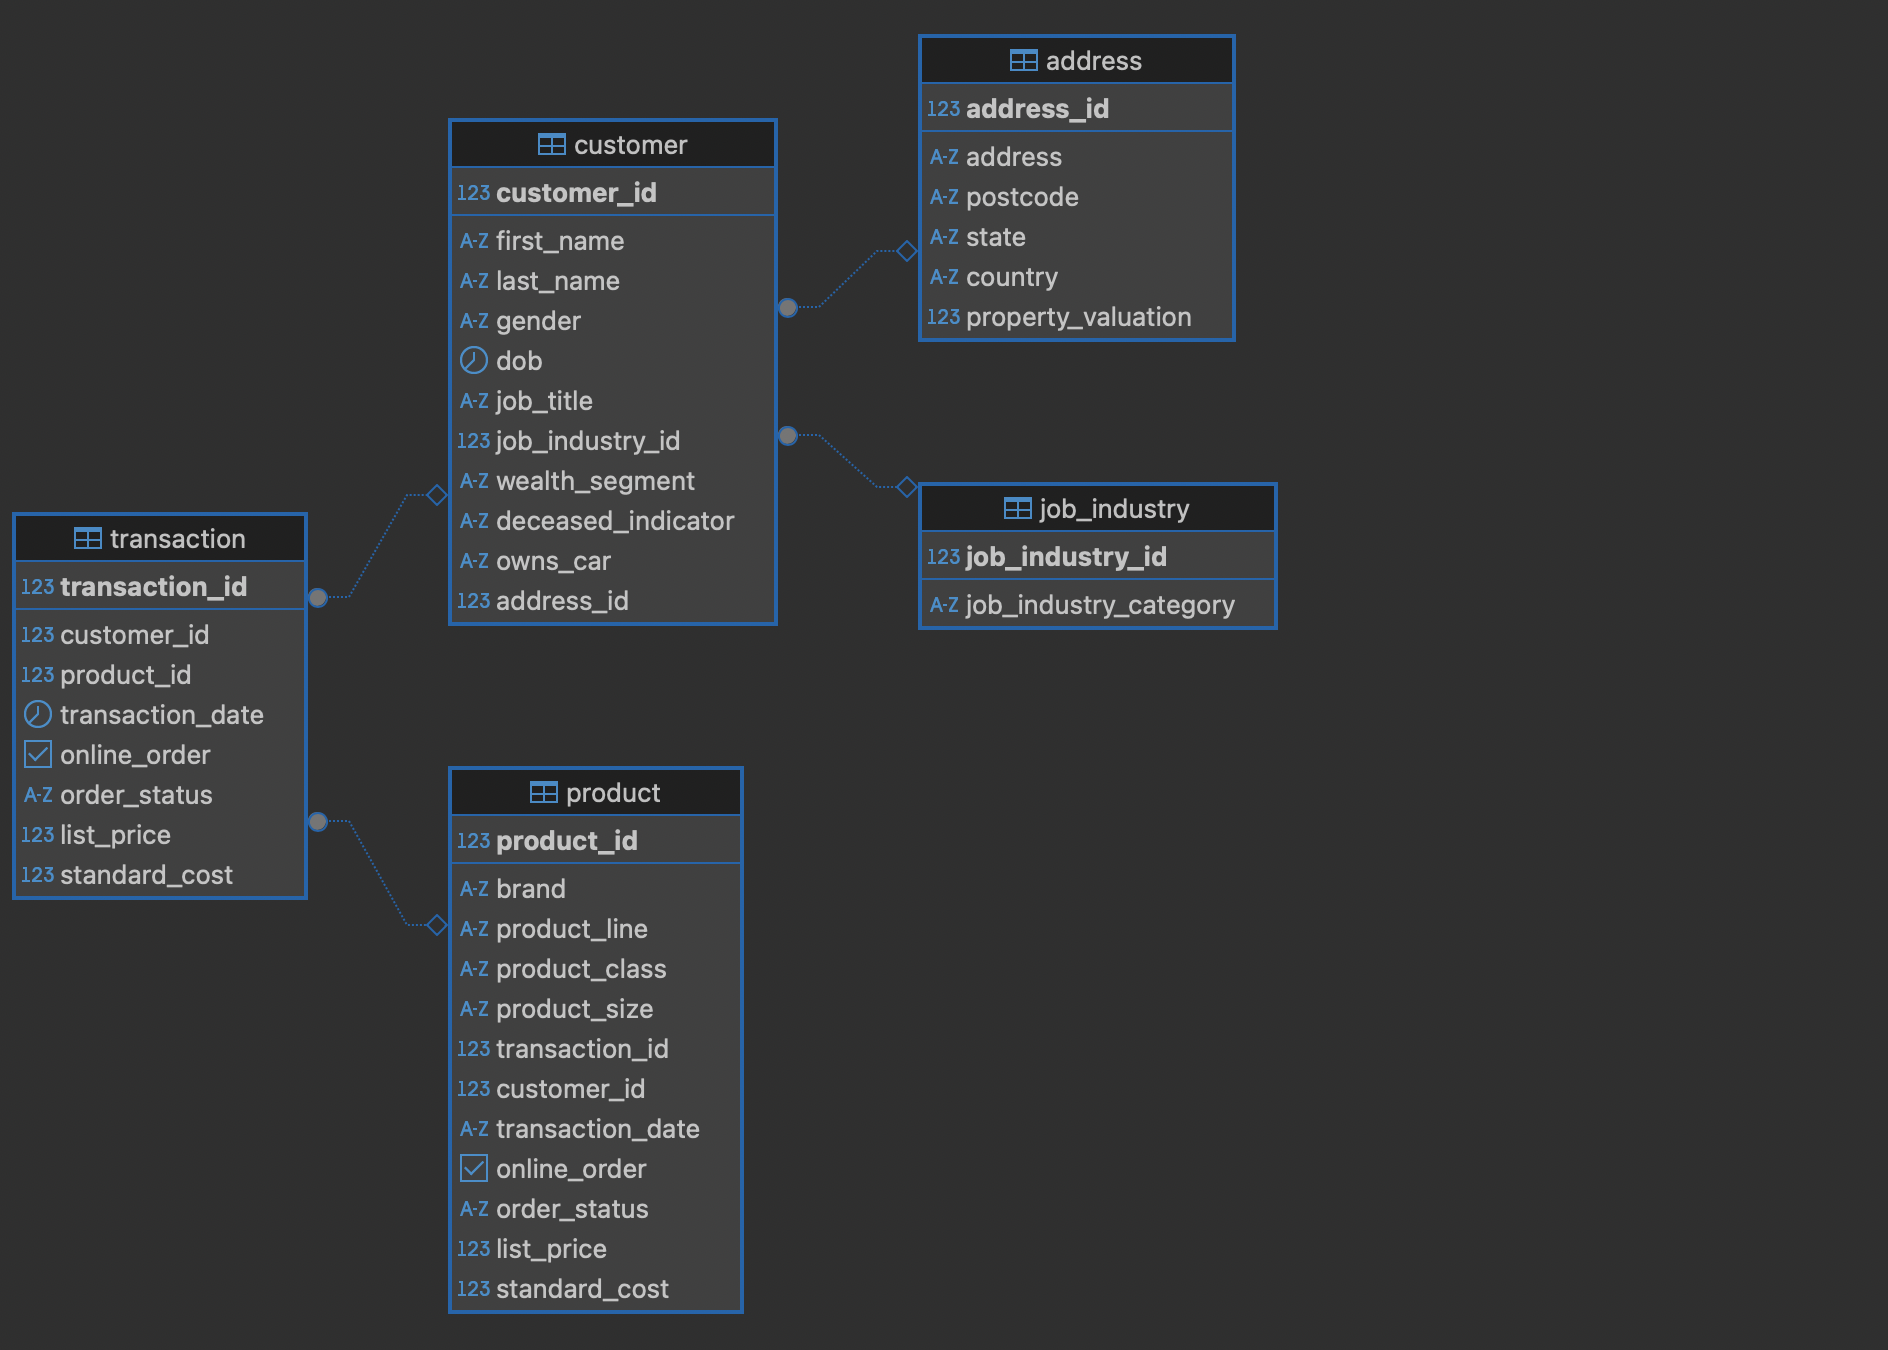 address
123 address_id
A-Z address
A-Z postcode
A-Z state
A-Z country
123 property_valuation
customer
123 customer_id
A-Z first_name
A-Z last_name
A-Z gender
dob
A-Z job_title
123 job_industry_id
A-Z wealth_segment
A-Z deceased_indicator
A-Z owns_car
123 address_id
job_industry
123 job_industry_id
A-Z job_industry_category
transaction
123 transaction_id
123 customer_id
123 product_id
transaction_date
online_order
A-Z order_status
123 list_price
123 standard_cost
product
123 product_id
A-Z brand
A-Z product_line
A-Z product_class
A-Z product_size
123 transaction_id
123 customer_id
A-Z transaction_date
online_order
A-Z order_status
123 list_price
123 standard_cost